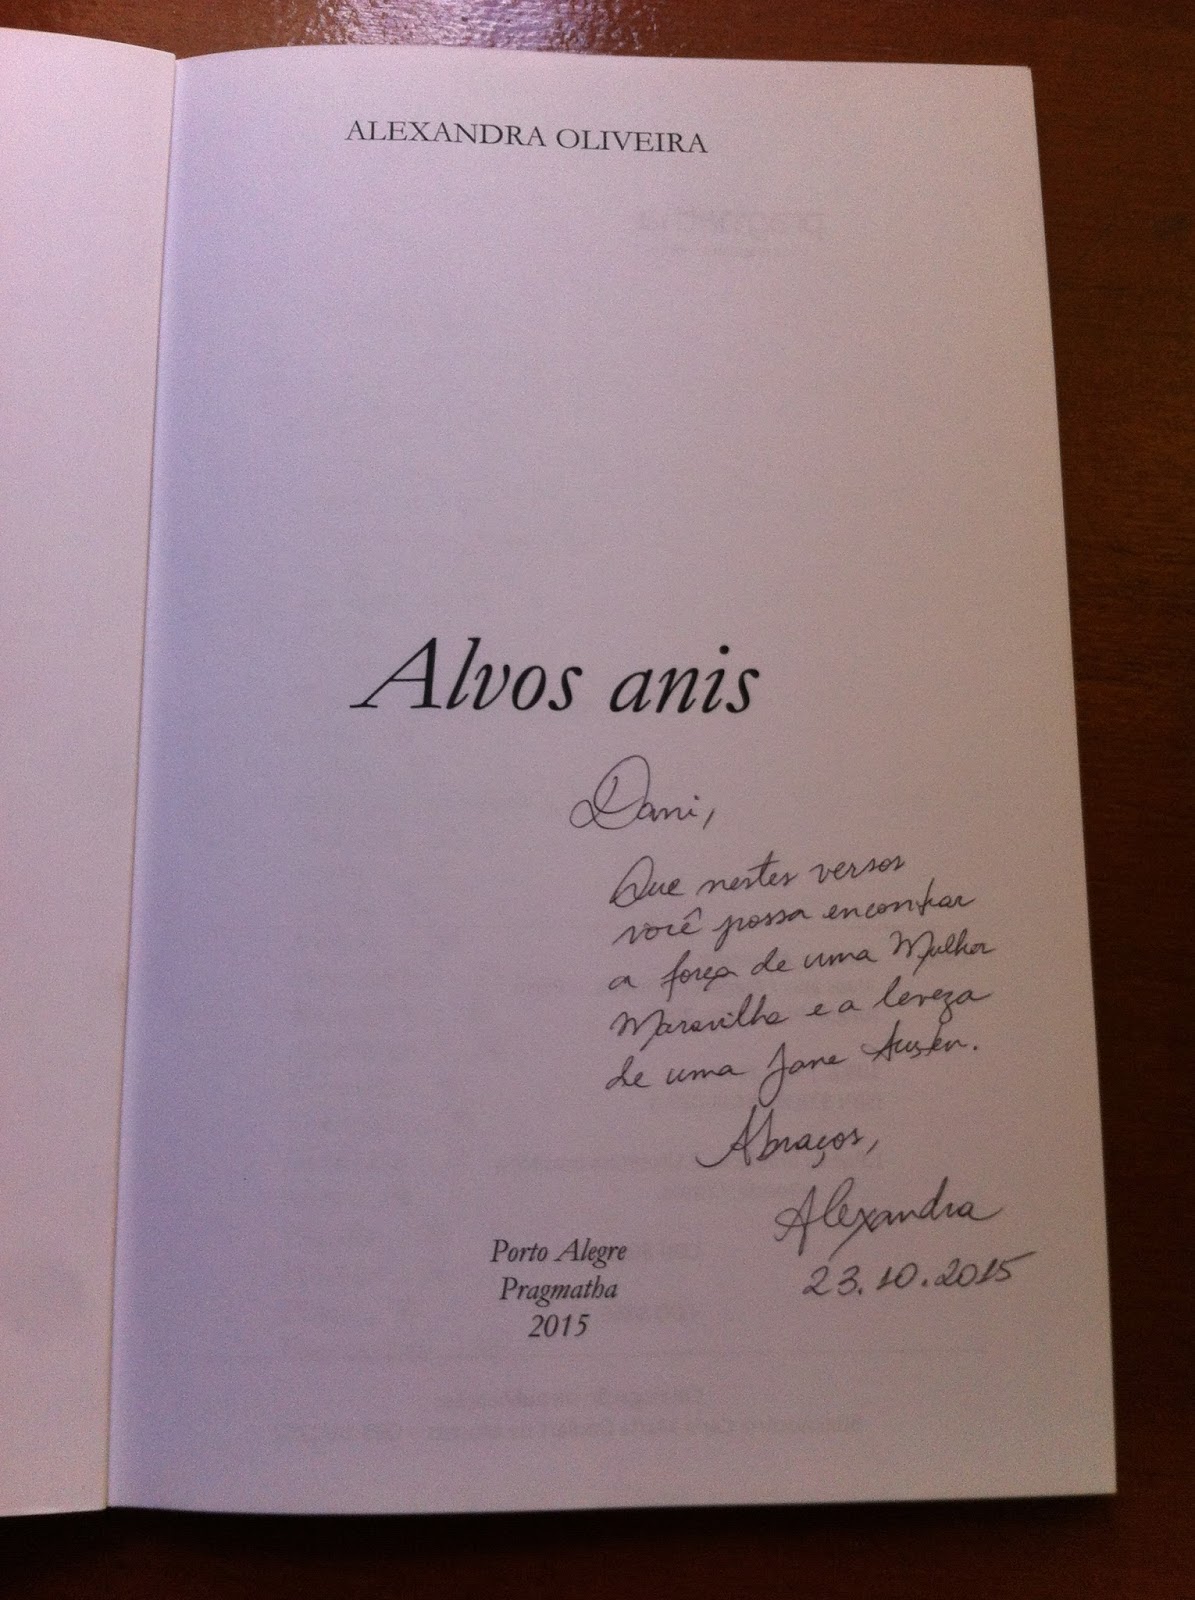 ALEXANDRA OLIVEIRA
Alvos anis
Dani,
Que nestes versos
você possa encontrar
a força de uma Mulher
Maravilha e a leveza
de uma Jane Austen.
Abraços,
Alexandra
23.10.2015
Porto Alegre
Pragmatha
2015